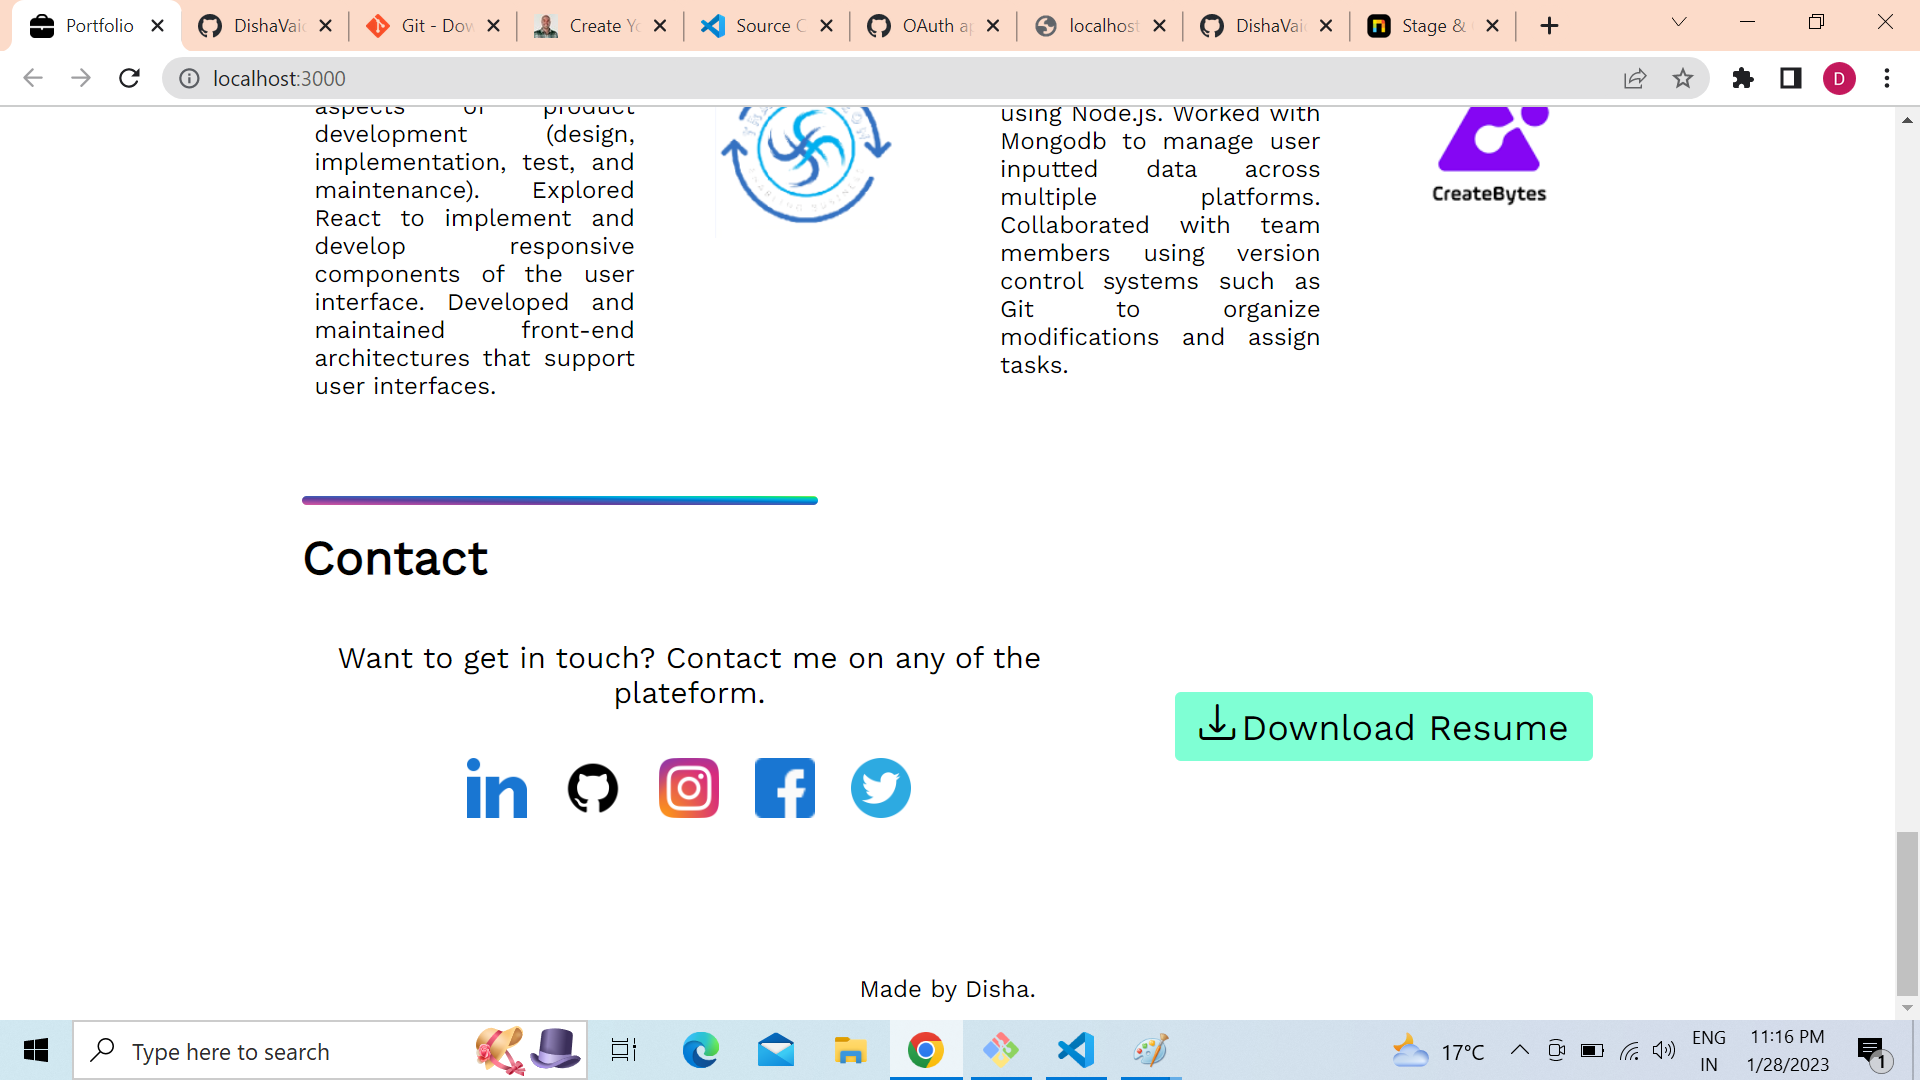 Portfolio
DishaVaid
Git - Dow
Create Yo
Source C
OAuth ap
localhost
DishaVaid
Stage &
localhost:3000
D
aspects of product
development (design,
implementation, test, and
maintenance). Explored
React to implement and
develop responsive
components of the user
interface. Developed and
maintained front-end
architectures that support
user interfaces.
using Node.js. Worked with
Mongodb to manage user
inputted data across
multiple platforms.
Collaborated with team
members using version
control systems such as
Git to organize
modifications and assign
tasks.
CreateBytes
Contact
Want to get in touch? Contact me on any of the
plateform.
in
Download Resume
Made by Disha.
Type here to search
17°C
ENG
IN
11:16 PM
1/28/2023
1